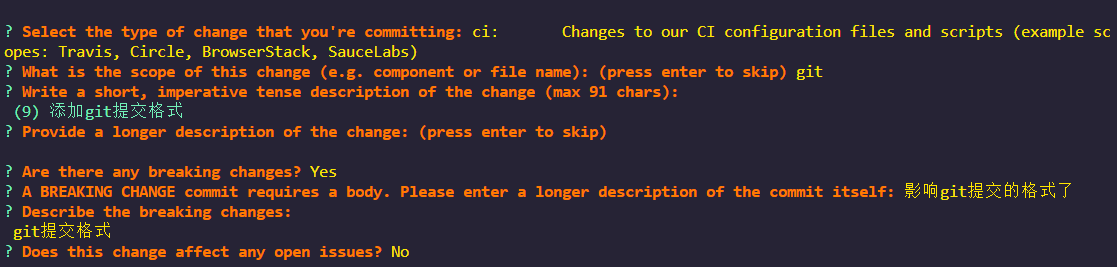 ? Select the type of change that you're committing: ci:       Changes to our CI configuration files and scripts (example sc
opes: Travis, Circle, BrowserStack, SauceLabs)
? What is the scope of this change (e.g. component or file name): (press enter to skip) git
? Write a short, imperative tense description of the change (max 91 chars):
(9) 添加git提交格式
? Provide a longer description of the change: (press enter to skip)
? Are there any breaking changes? Yes
? A BREAKING CHANGE commit requires a body. Please enter a longer description of the commit itself: 影响git提交的格式了
? Describe the breaking changes:
git提交格式
? Does this change affect any open issues? No